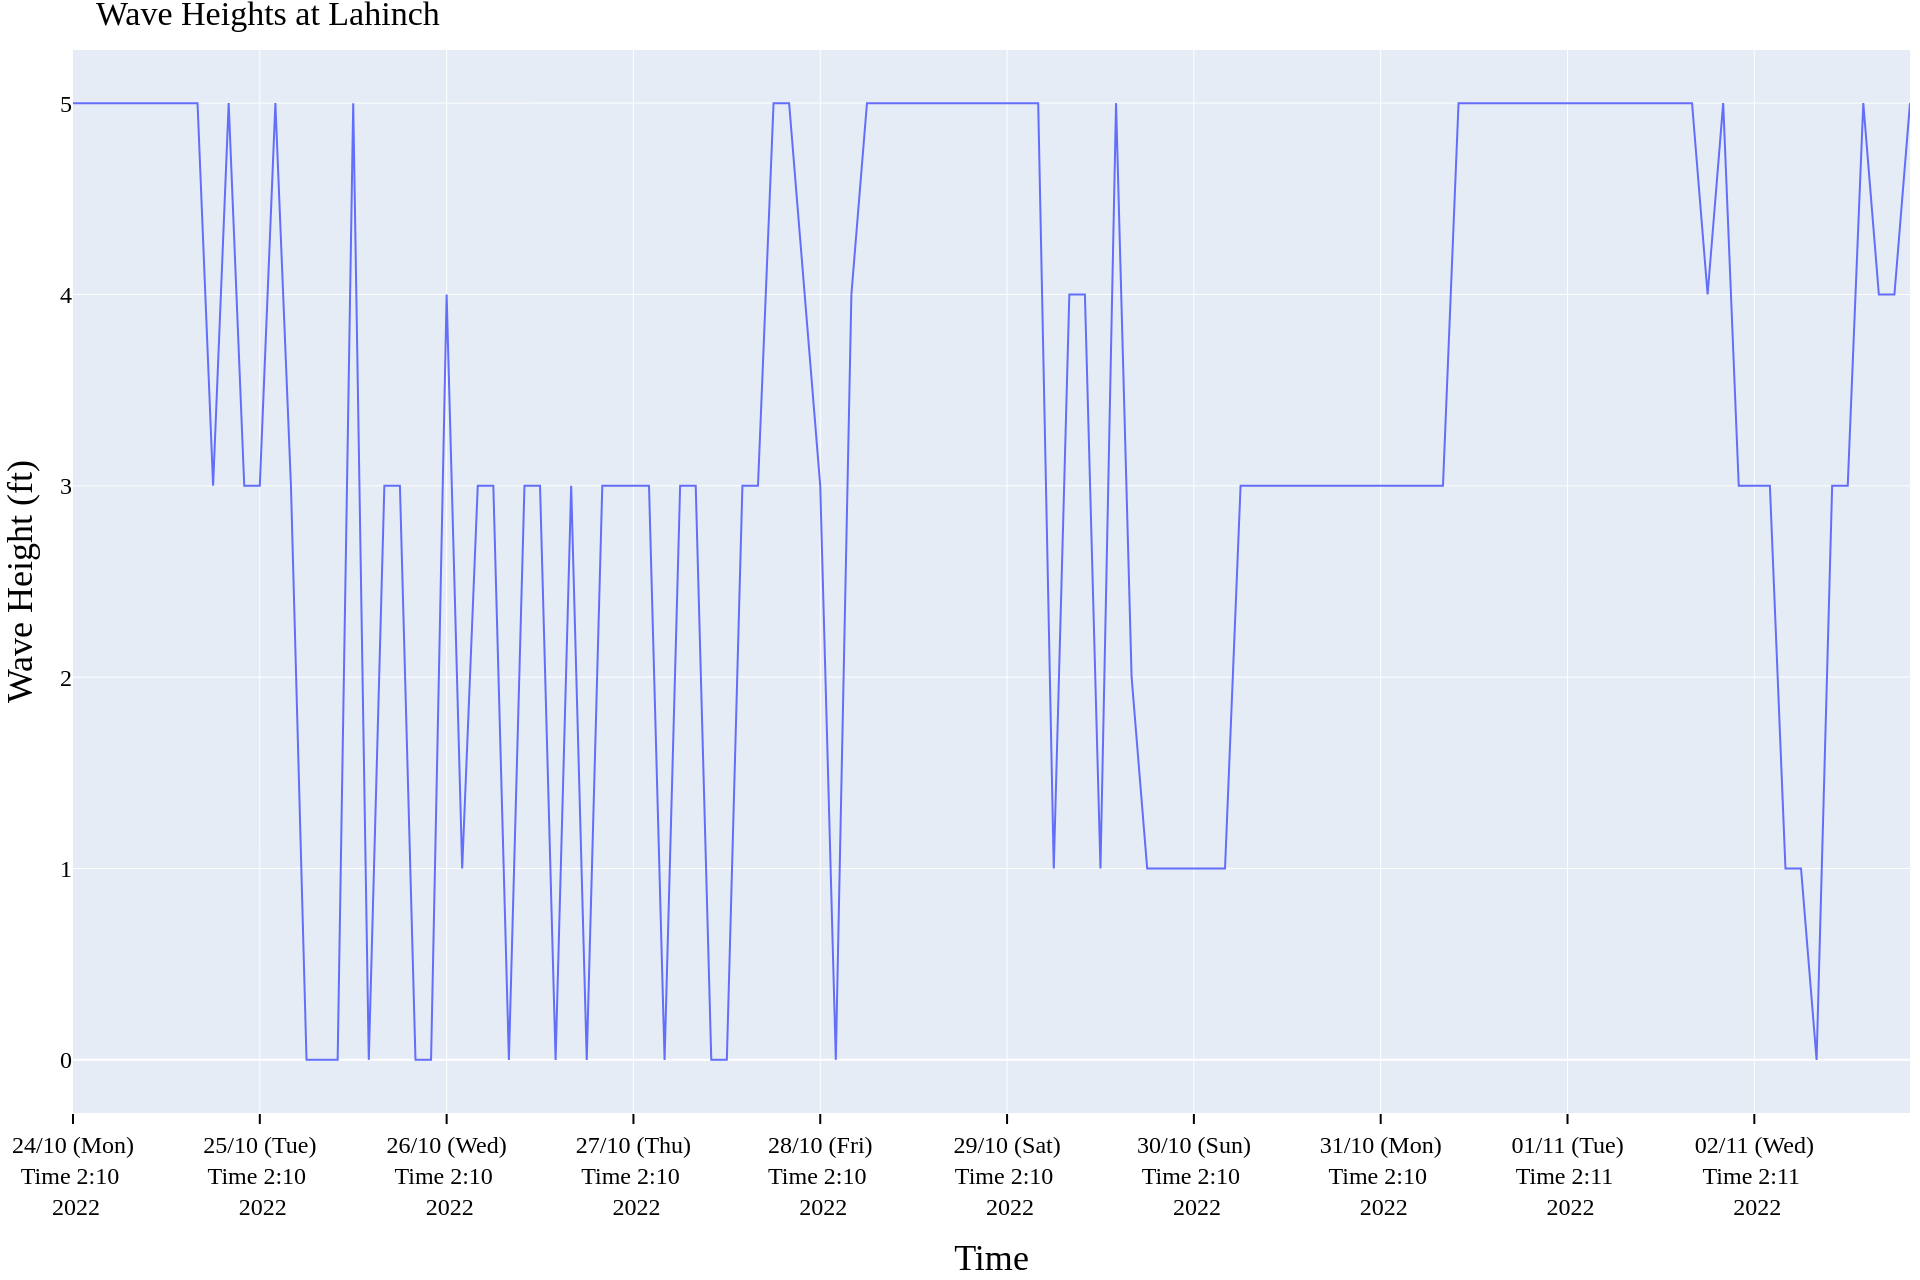 Wave Heights at Lahinch
Wave Height (ft)
5
4
3
2
1
0
24/10 (Mon)
Time 2:10
2022
25/10 (Tue)
Time 2:10
2022
26/10 (Wed)
Time 2:10
2022
27/10 (Thu)
Time 2:10
2022
28/10 (Fri)
Time 2:10
2022
29/10 (Sat)
Time 2:10
2022
30/10 (Sun)
Time 2:10
2022
31/10 (Mon)
Time 2:10
2022
01/11 (Tue)
Time 2:11
2022
02/11 (Wed)
Time 2:11
2022
Time